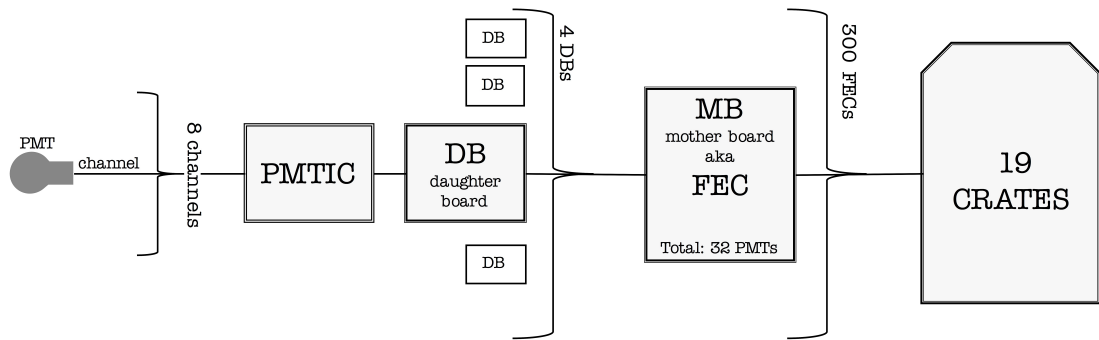 PMT
channel
8 channels
PMTIC
DB
DB
DB
daughter
board
DB
4 DBs
MB
mother board
aka
FEC
Total: 32 PMTs
300 FECs
19
CRATES